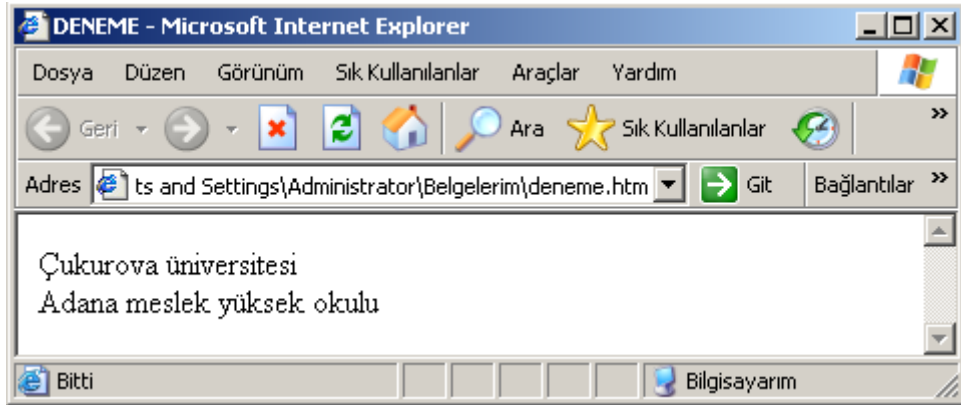 DENEME - Microsoft Internet Explorer
Dosya Düzen Görünüm Sık Kullanılanlar Araçlar Yardım
Geri Ara Sık Kullanılanlar »
Adres ts and Settings\Administrator\Belgelerim\deneme.htm Git Bağlantılar »
Çukurova üniversitesi
Adana meslek yüksek okulu
Bitti Bilgisayarım